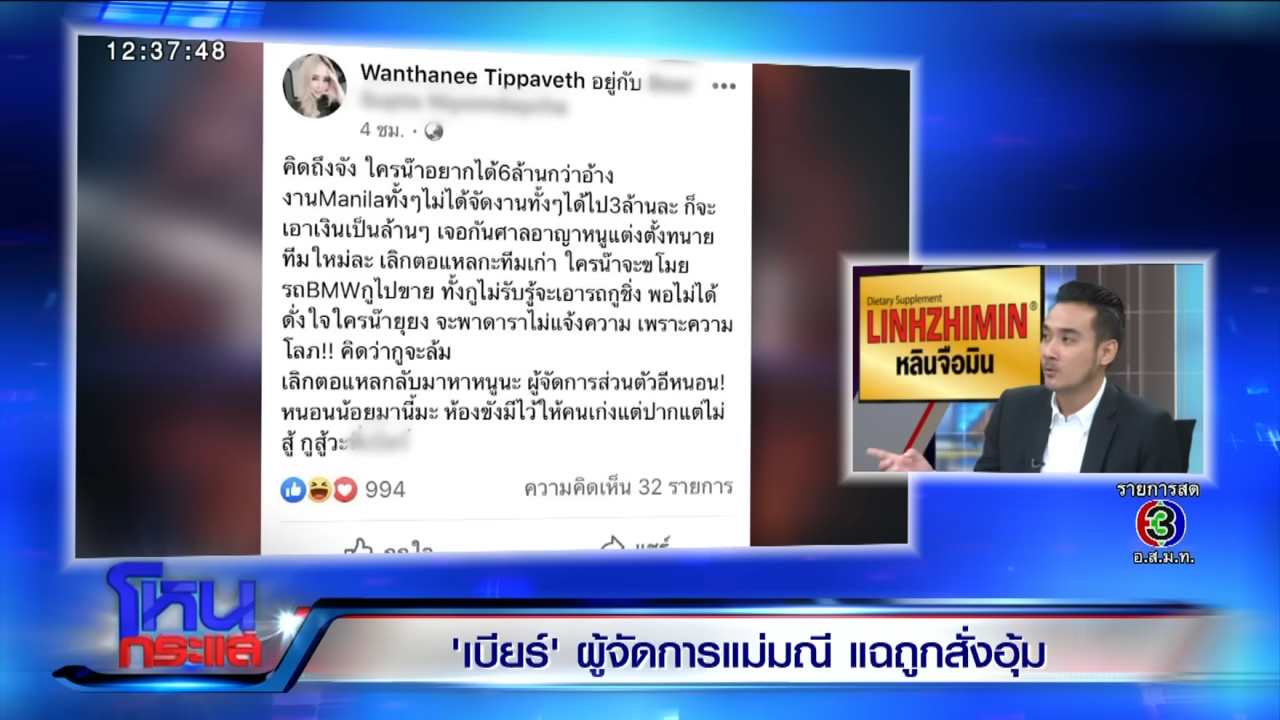 12:37:48
Wanthanee Tippaveth อยู่กับ
4 ชม. ·
คิดถึงจัง ใครน๊าอยากได้6ล้านกว่าอ้าง
งานManilaทั้งๆไม่ได้จัดงานทั้งๆได้ไป3ล้านละ ก็จะ
เอาเงินเป็นล้านๆ เจอกันศาลอาญาหนูแต่งตั้งทนาย
ทีมใหม่ละ เลิกตอแหลกะทีมเก่า ใครน๊าจะขโมย
รถBMWกูไปขาย ทั้งกูไม่รับรู้จะเอารถกูชิ่ง พอไม่ได้
ดั่งใจใครน๊ายุยง จะพาดาราไม่แจ้งความ เพราะความ
โลภ!! คิดว่ากูจะล้ม
เลิกตอแหลกลับมาหาหนูนะ ผู้จัดการส่วนตัวอีหนอน!
หนอนน้อยมานี้มะ ห้องขังมีไว้ให้คนเก่งแต่ปากแต่ไม่
สู้ กูสู้วะ
994
ความคิดเห็น 32 รายการ
Dietary Supplement
LINHZHIMIN®
หลินจือมิน
รายการสด
3
อ.ส.ม.ท.
โหน
กระแส
'เบียร์' ผู้จัดการแม่มณี แฉถูกสั่งอุ้ม